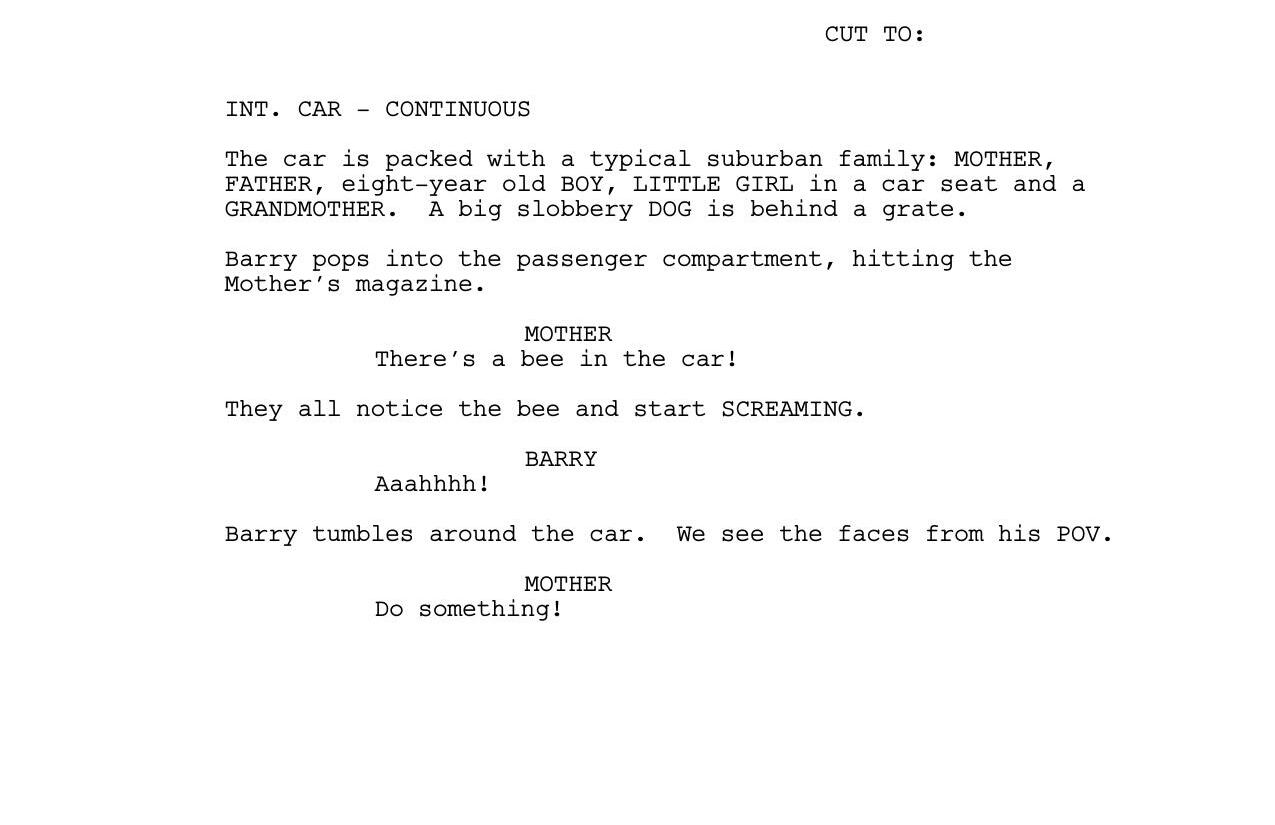 CUT TO:
INT. CAR - CONTINUOUS
The car is packed with a typical suburban family: MOTHER,
FATHER, eight-year old BOY, LITTLE GIRL in a car seat and a
GRANDMOTHER.  A big slobbery DOG is behind a grate.
Barry pops into the passenger compartment, hitting the
Mother’s magazine.
MOTHER
There’s a bee in the car!
They all notice the bee and start SCREAMING.
BARRY
Aaahhhh!
Barry tumbles around the car.  We see the faces from his POV.
MOTHER
Do something!